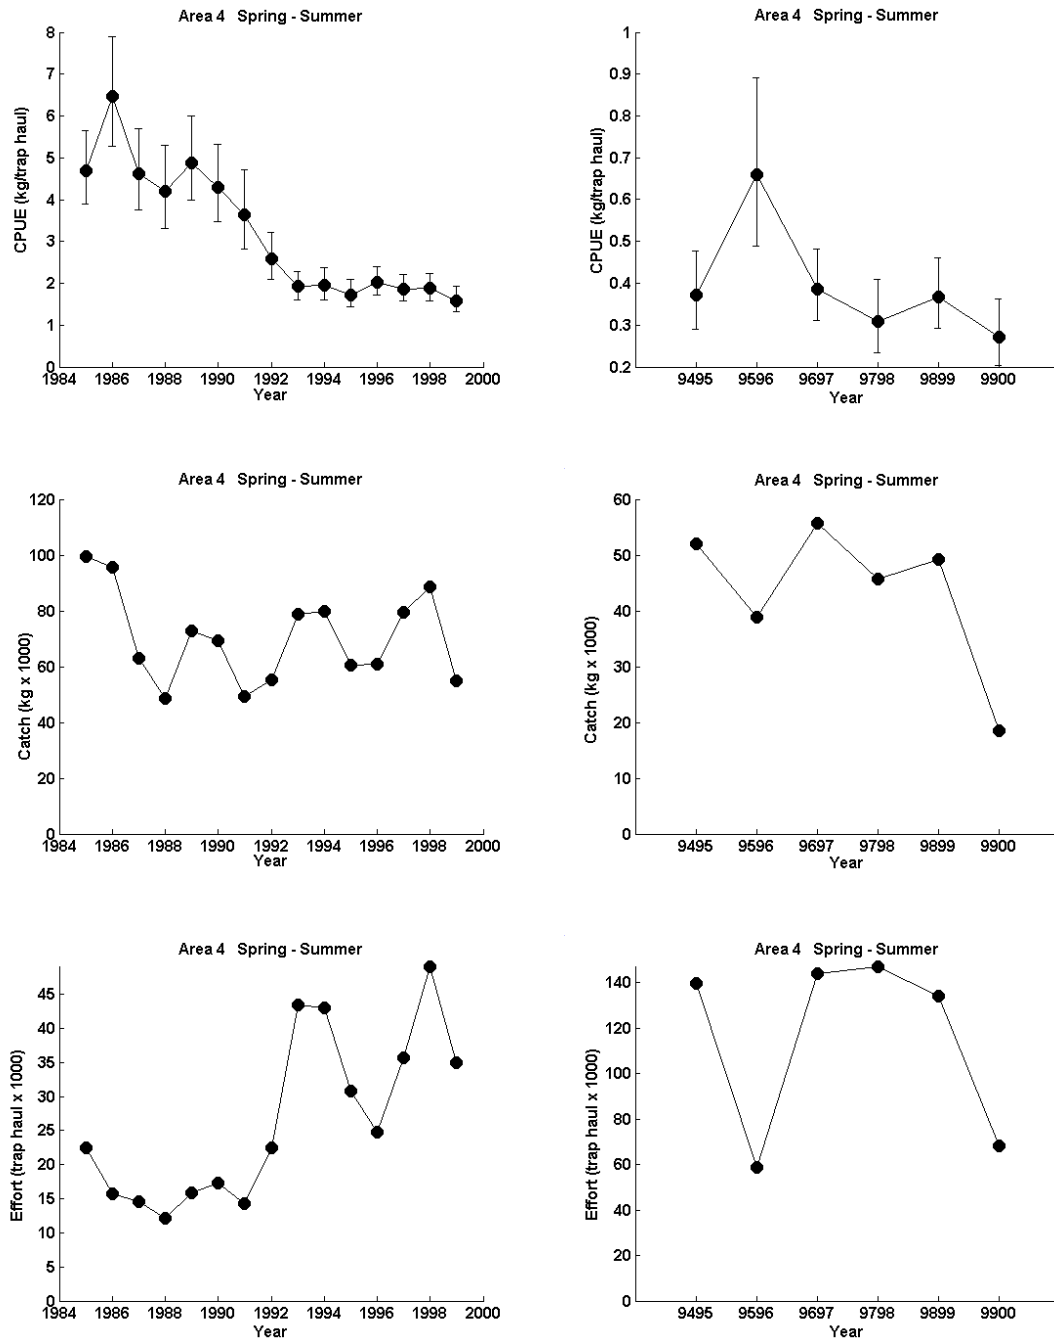 Area 4 Spring - Summer
8
7
6
5
4
3
2
1
0
CPUE (kg/trap haul)
1984 1986 1988 1990 1992 1994 1996 1998 2000
Year
Area 4 Spring - Summer
1
0.9
0.8
0.7
0.6
0.5
0.4
0.3
0.2
CPUE (kg/trap haul)
9495 9596 9697 9798 9899 9900
Year
Area 4 Spring - Summer
120
100
80
60
40
20
0
Catch (kg x 1000)
1984 1986 1988 1990 1992 1994 1996 1998 2000
Year
Area 4 Spring - Summer
60
50
40
30
20
10
0
Catch (kg x 1000)
9495 9596 9697 9798 9899 9900
Year
Area 4 Spring - Summer
45
40
35
30
25
20
15
10
5
0
Effort (trap haul x 1000)
1984 1986 1988 1990 1992 1994 1996 1998 2000
Year
Area 4 Spring - Summer
140
120
100
80
60
40
20
0
Effort (trap haul x 1000)
9495 9596 9697 9798 9899 9900
Year